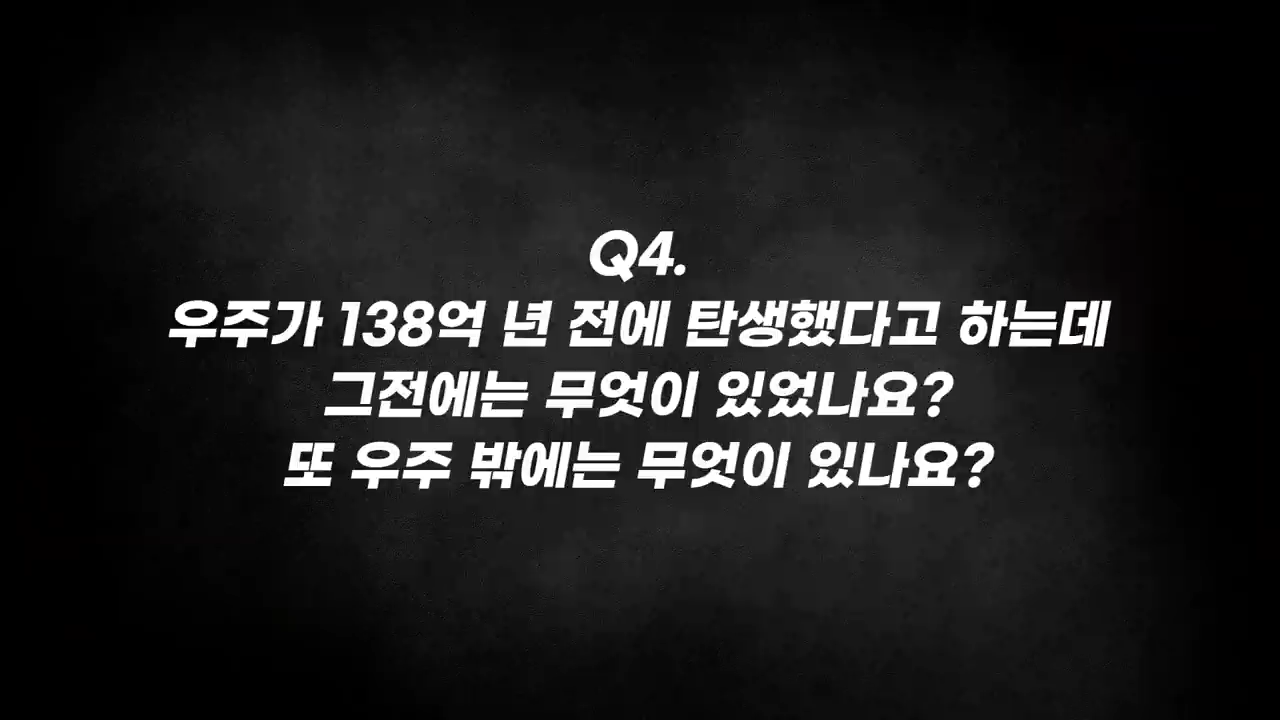 Q4.
우주가 138억 년 전에 탄생했다고 하는데
그전에는 무엇이 있었나요?
또 우주 밖에는 무엇이 있나요?